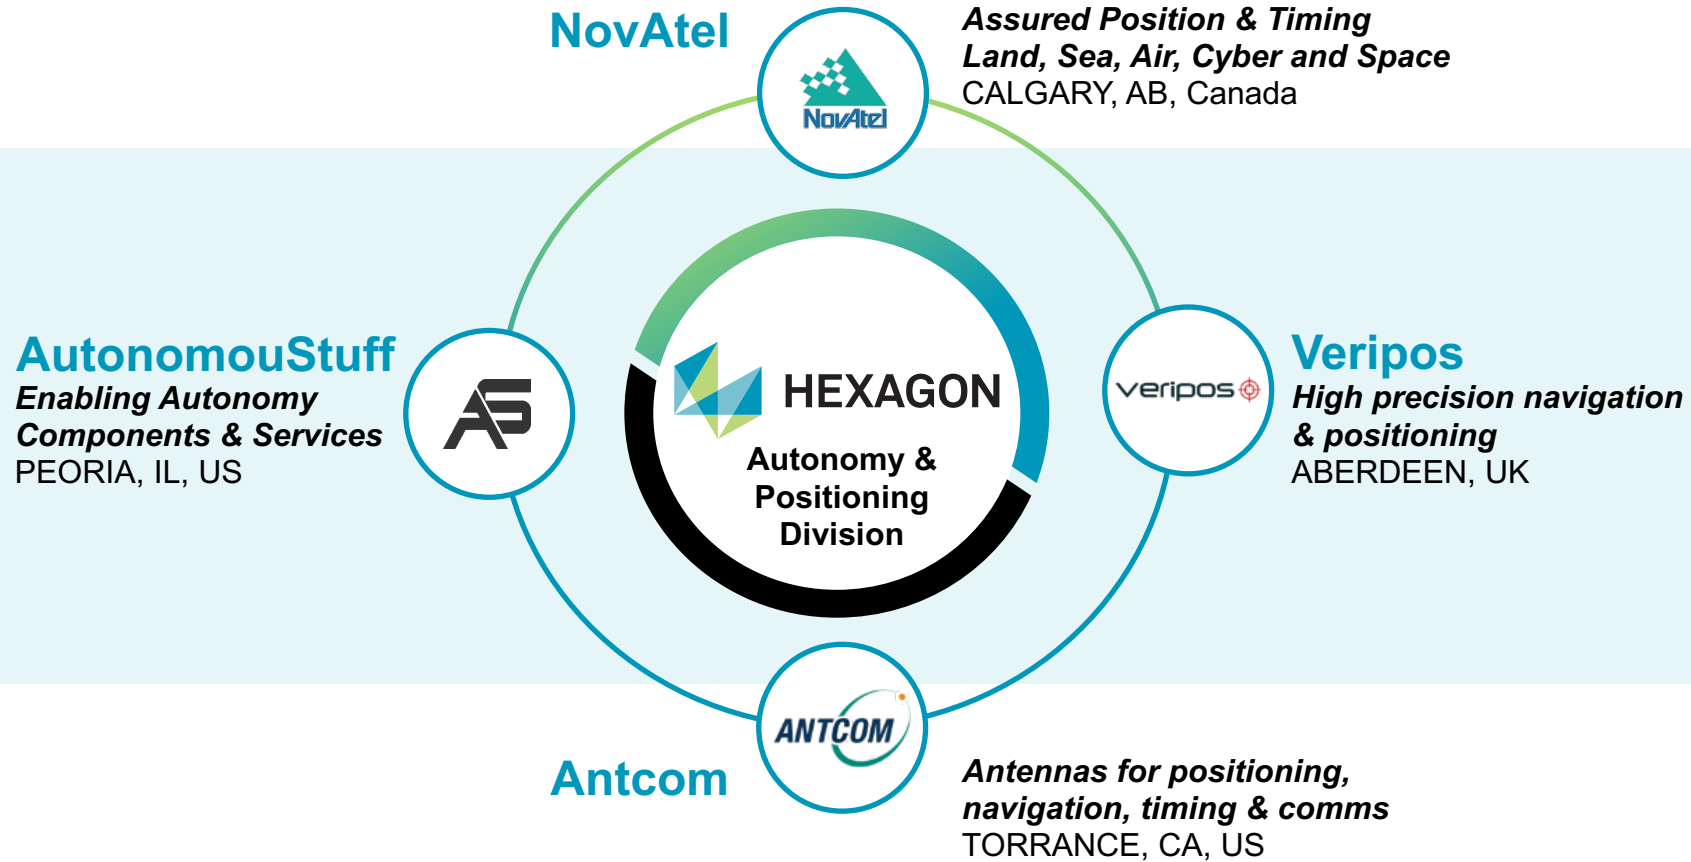 NovAtel
NovAtel
Assured Position & Timing
Land, Sea, Air, Cyber and Space
CALGARY, AB, Canada
AutonomouStuff
Enabling Autonomy
Components & Services
PEORIA, IL, US
AS
HEXAGON
Autonomy &
Positioning
Division
veripos
Veripos
High precision navigation
& positioning
ABERDEEN, UK
Antcom
ANTCOM
Antennas for positioning,
navigation, timing & comms
TORRANCE, CA, US